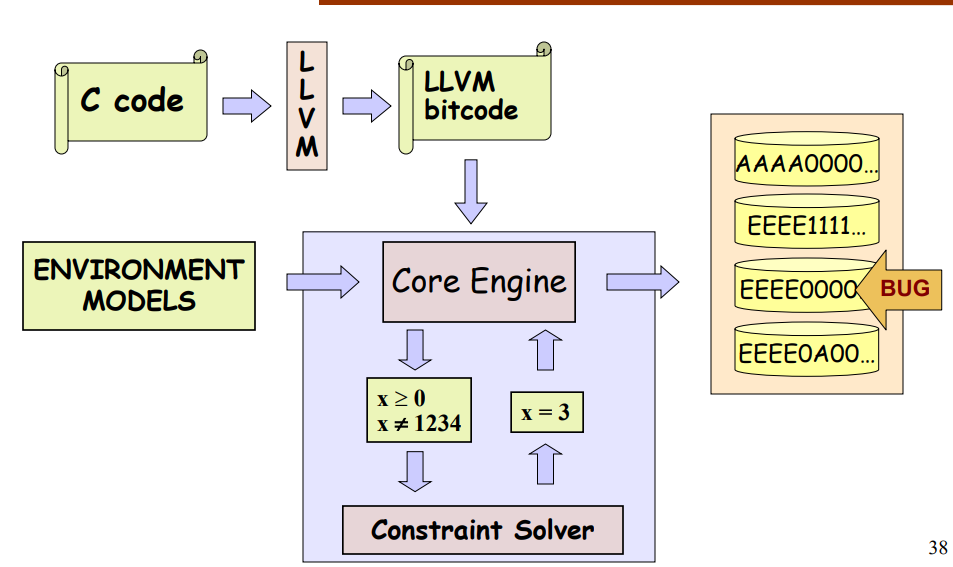 C code
L
L
V
M
LLVM
bitcode
AAAA0000...
EEEE1111...
EEEE0000
BUG
EEEE0A00...
ENVIRONMENT
MODELS
Core Engine
x ≥ 0
x ≠ 1234
x = 3
Constraint Solver
38